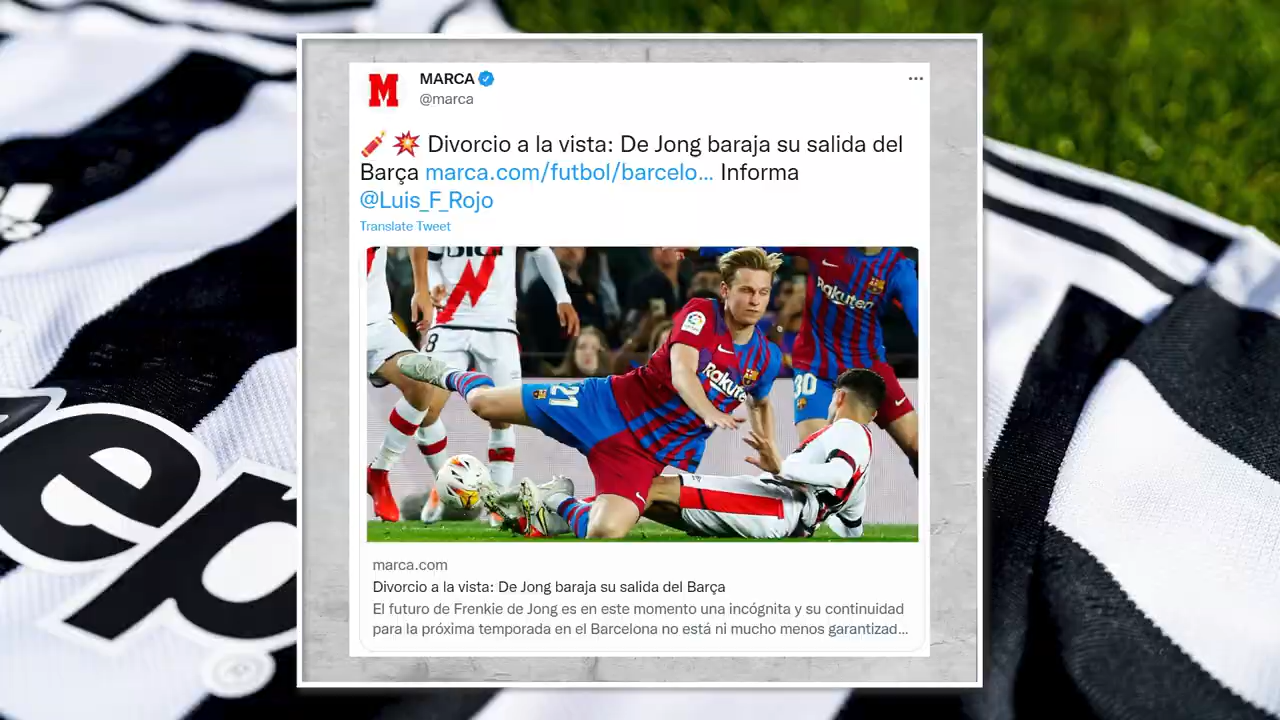 MARCA
@marca
🧨 💥 Divorcio a la vista: De Jong baraja su salida del
Barça marca.com/futbol/barcelo... Informa
@Luis_F_Rojo
Translate Tweet
8
21
Rakuten
30
marca.com
Divorcio a la vista: De Jong baraja su salida del Barça
El futuro de Frenkie de Jong es en este momento una incógnita y su continuidad
para la próxima temporada en el Barcelona no está ni mucho menos garantizad...
eep